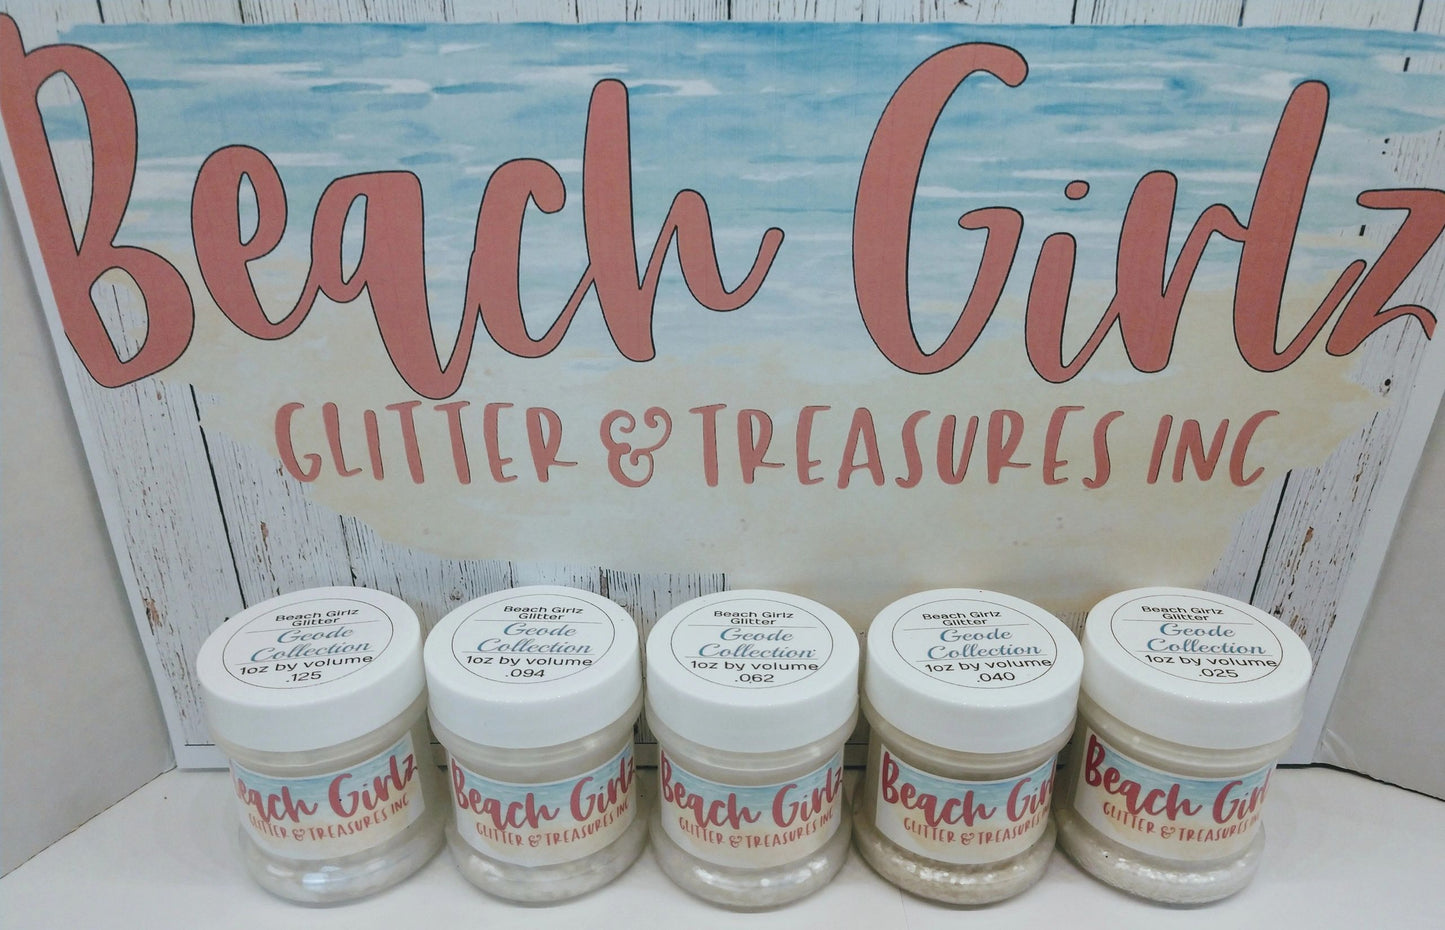 Beach Girlz
GLITTER & TREASURES INC
Beach Girlz
Glitter
Geode
Collection
1oz by volume
.125
Beach Girlz
Glitter
Geode
Collection
1oz by volume
.094
Beach Girlz
Glitter
Geode
Collection
1oz by volume
.062
Beach Girlz
Glitter
Geode
Collection
1oz by volume
.040
Beach Girlz
Glitter
Geode
Collection
1oz by volume
.025
Beach Girlz
GLITTER & TREASURES INC
Beach Girlz
GLITTER & TREASURES INC
Beach Girlz
GLITTER & TREASURES INC
Beach Girlz
GLITTER & TREASURES INC
Beach Girlz
GLITTER & TREASURES INC